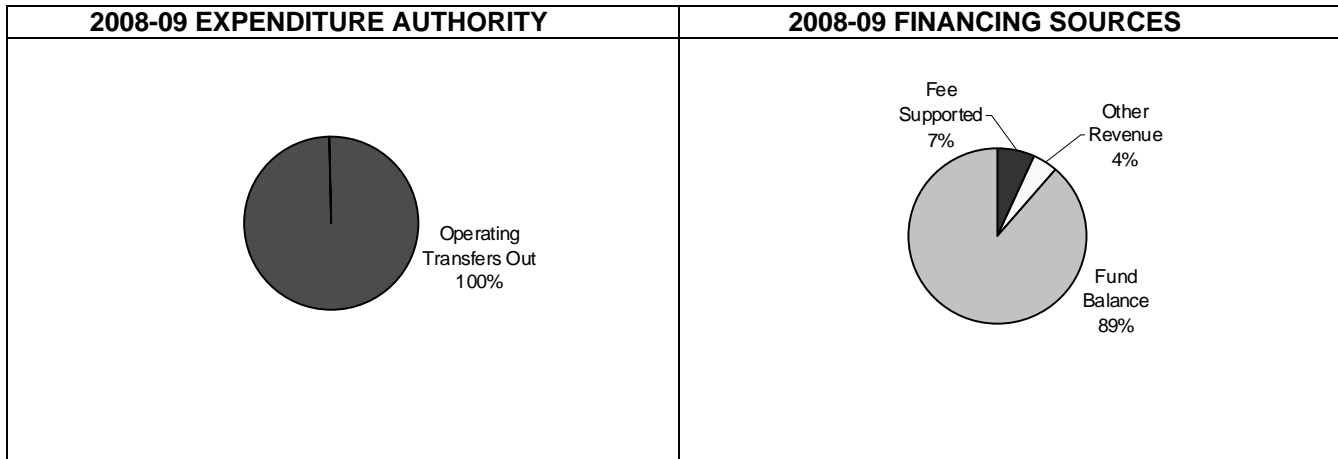 2008-09 EXPENDITURE AUTHORITY
2008-09 FINANCING SOURCES
Operating
Transfers Out
100%
Fee
Supported
7%
Other
Revenue
4%
Fund
Balance
89%